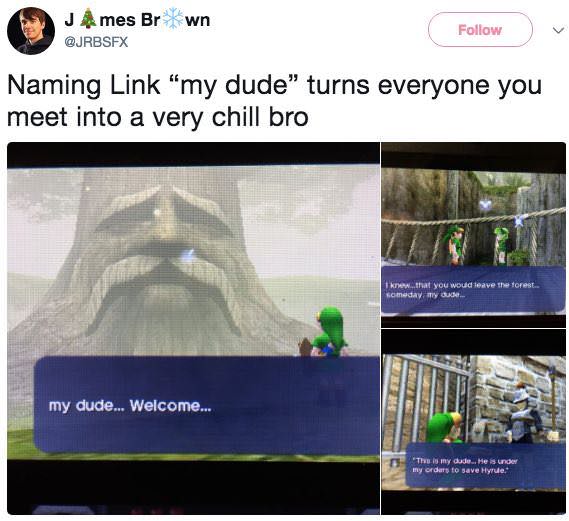 J🎄mes Br❄wn
@JRBSFX
Follow
Naming Link “my dude” turns everyone you
meet into a very chill bro
my dude... Welcome...
I knew...that you would leave the forest...
someday, my dude...
"This is my dude... He is under
my orders to save Hyrule."